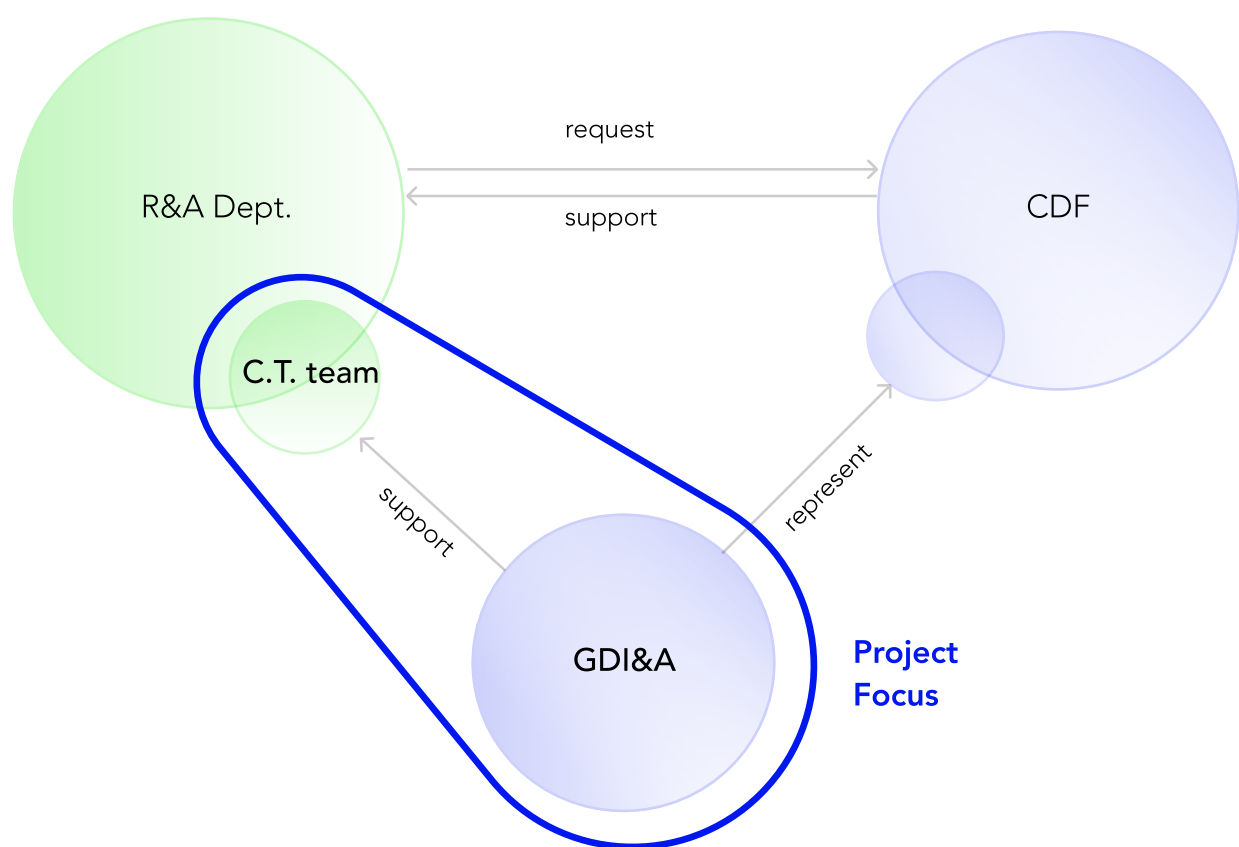 request
R&A Dept.
support
CDF
C.T. team
represent
support
GDI&A
Project
Focus